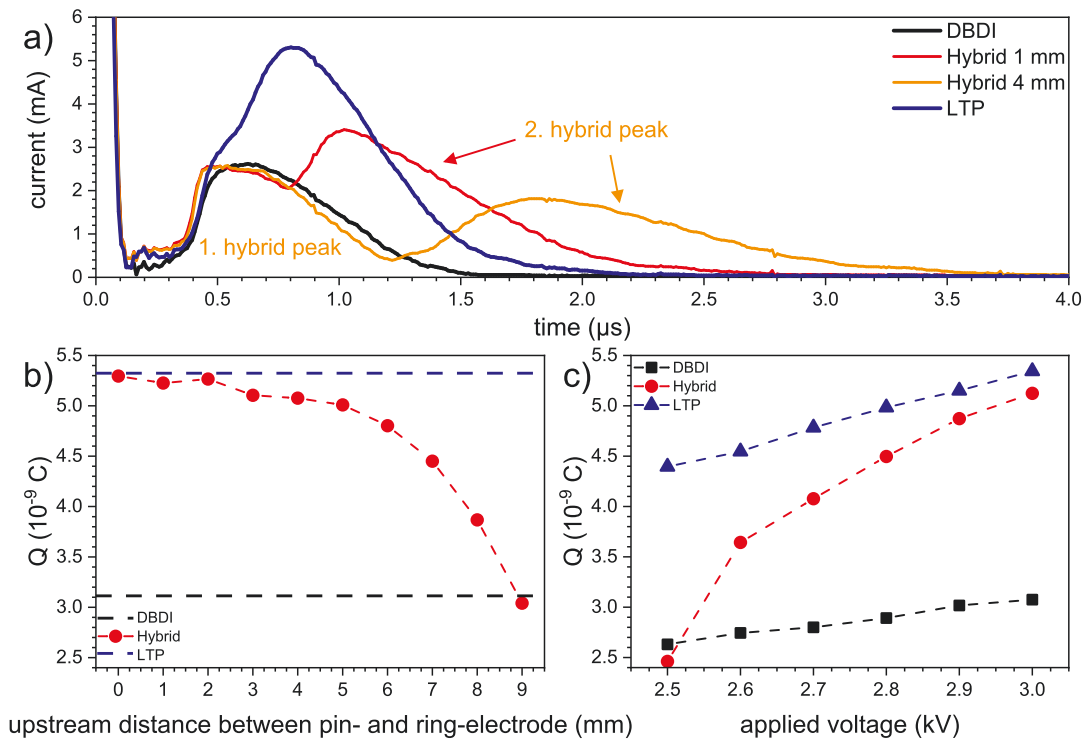 a)
6
5
4
3
2
1
0
current (mA)
DBDI
Hybrid 1 mm
Hybrid 4 mm
LTP
2. hybrid peak
1. hybrid peak
0.0 0.5 1.0 1.5 2.0 2.5 3.0 3.5 4.0
time (µs)
b)
5.5
5.0
4.5
4.0
3.5
3.0
2.5
Q (10⁻⁹ C)
DBDI
Hybrid
LTP
0 1 2 3 4 5 6 7 8 9
upstream distance between pin- and ring-electrode (mm)
c)
5.5
5.0
4.5
4.0
3.5
3.0
2.5
Q (10⁻⁹ C)
DBDI
Hybrid
LTP
2.5 2.6 2.7 2.8 2.9 3.0
applied voltage (kV)